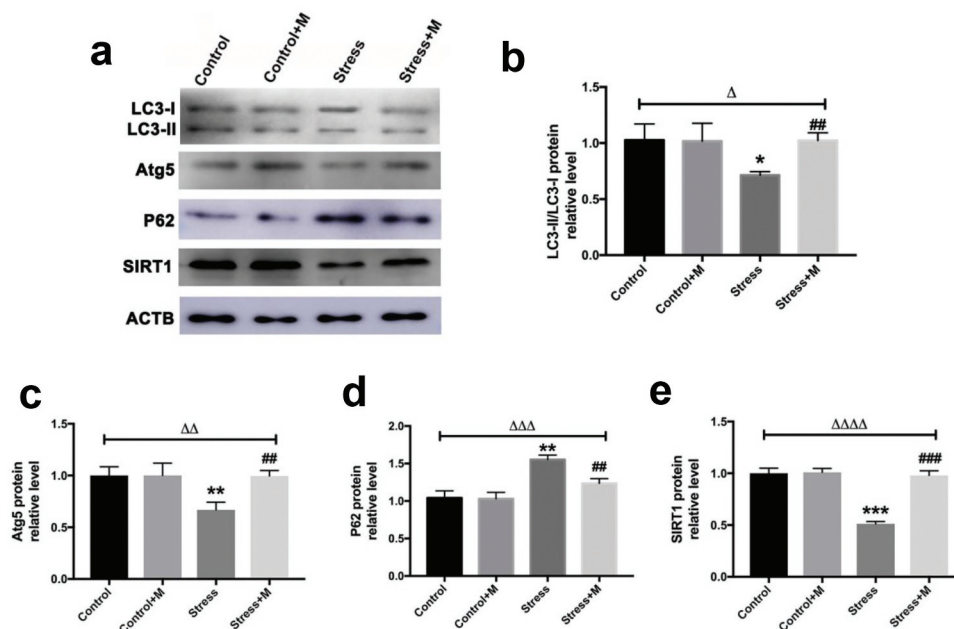 a
Control
Control+M
Stress
Stress+M
LC3-I
LC3-II
Atg5
P62
SIRT1
ACTB
b
LC3-II/LC3-I protein
relative level
1.5
1.0
0.5
0.0
Δ
*
##
Control
Control+M
Stress
Stress+M
c
Atg5 protein
relative level
1.5
1.0
0.5
0.0
ΔΔ
**
##
Control
Control+M
Stress
Stress+M
d
P62 protein
relative level
2.0
1.5
1.0
0.5
0.0
ΔΔΔ
**
##
Control
Control+M
Stress
Stress+M
e
SIRT1 protein
relative level
1.5
1.0
0.5
0.0
ΔΔΔΔ
***
###
Control
Control+M
Stress
Stress+M